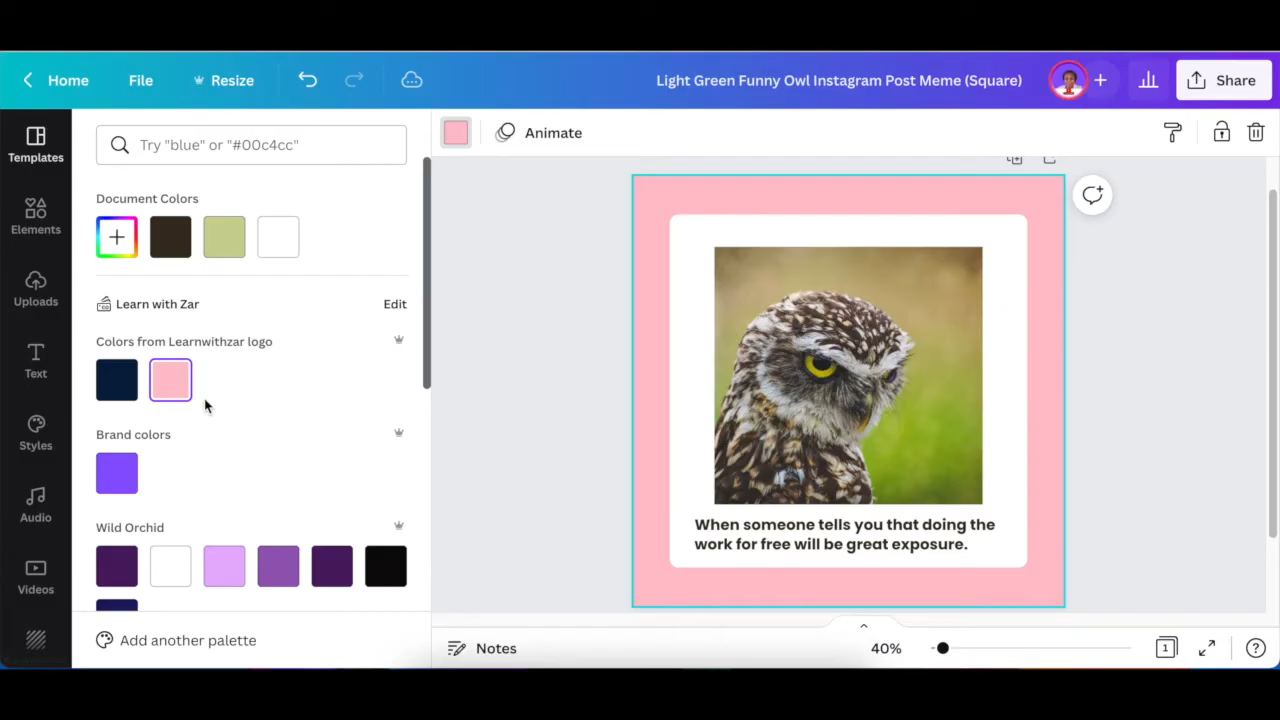 Home
File
Resize
Light Green Funny Owl Instagram Post Meme (Square)
Share
Templates
Elements
Uploads
Text
Styles
Audio
Videos
Try "blue" or "#00c4cc"
Document Colors
Learn with Zar
Edit
Colors from Learnwithzar logo
Brand colors
Wild Orchid
Add another palette
Animate
When someone tells you that doing the
work for free will be great exposure.
Notes
40%
1